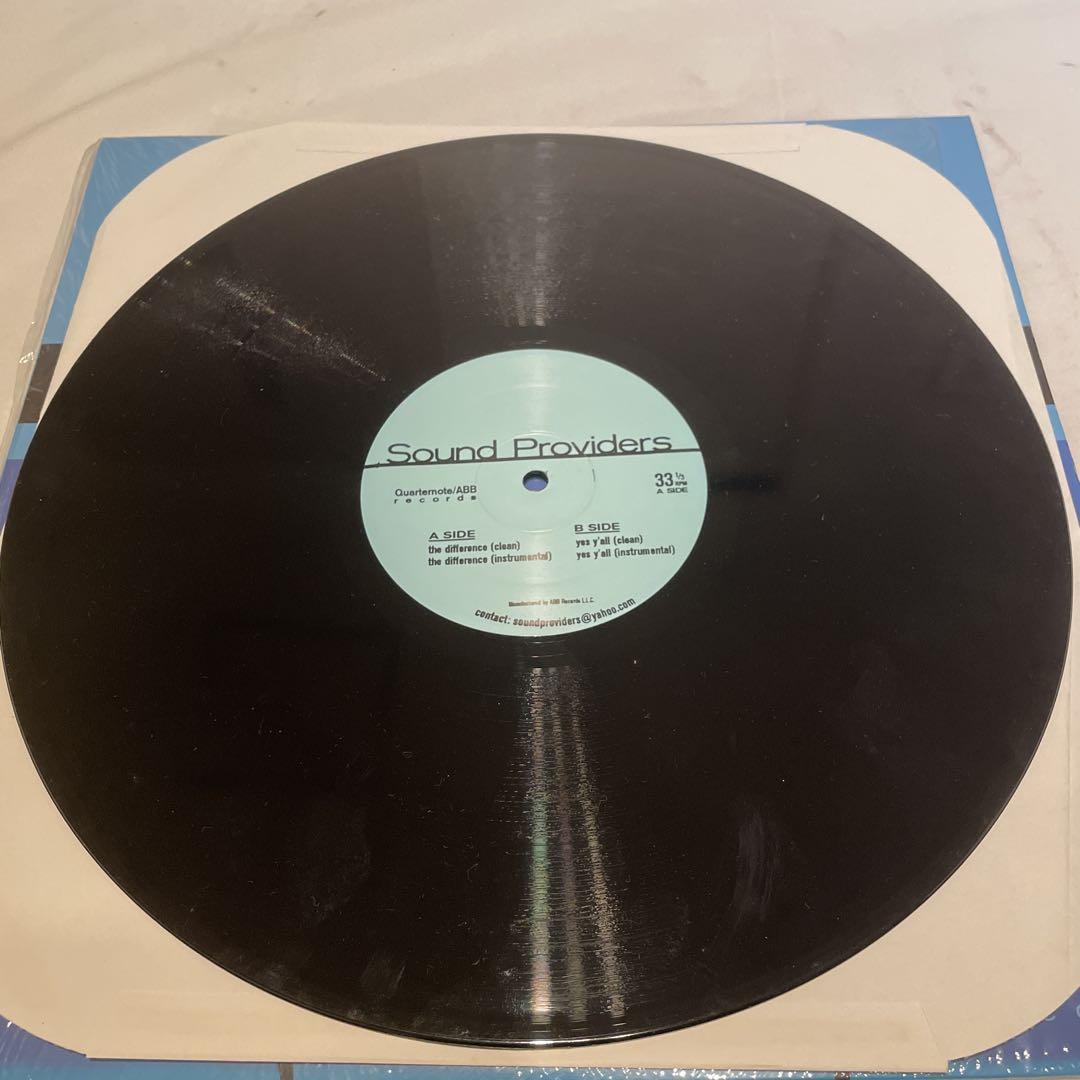 Sound Providers
Quarternote/ABB
records
33 1/3
RPM
A SIDE
A SIDE
the difference (clean)
the difference (instrumental)
B SIDE
yes y'all (clean)
yes y'all (instrumental)
Manufactured by ABB Records L.L.C.
contact: soundproviders@yahoo.com